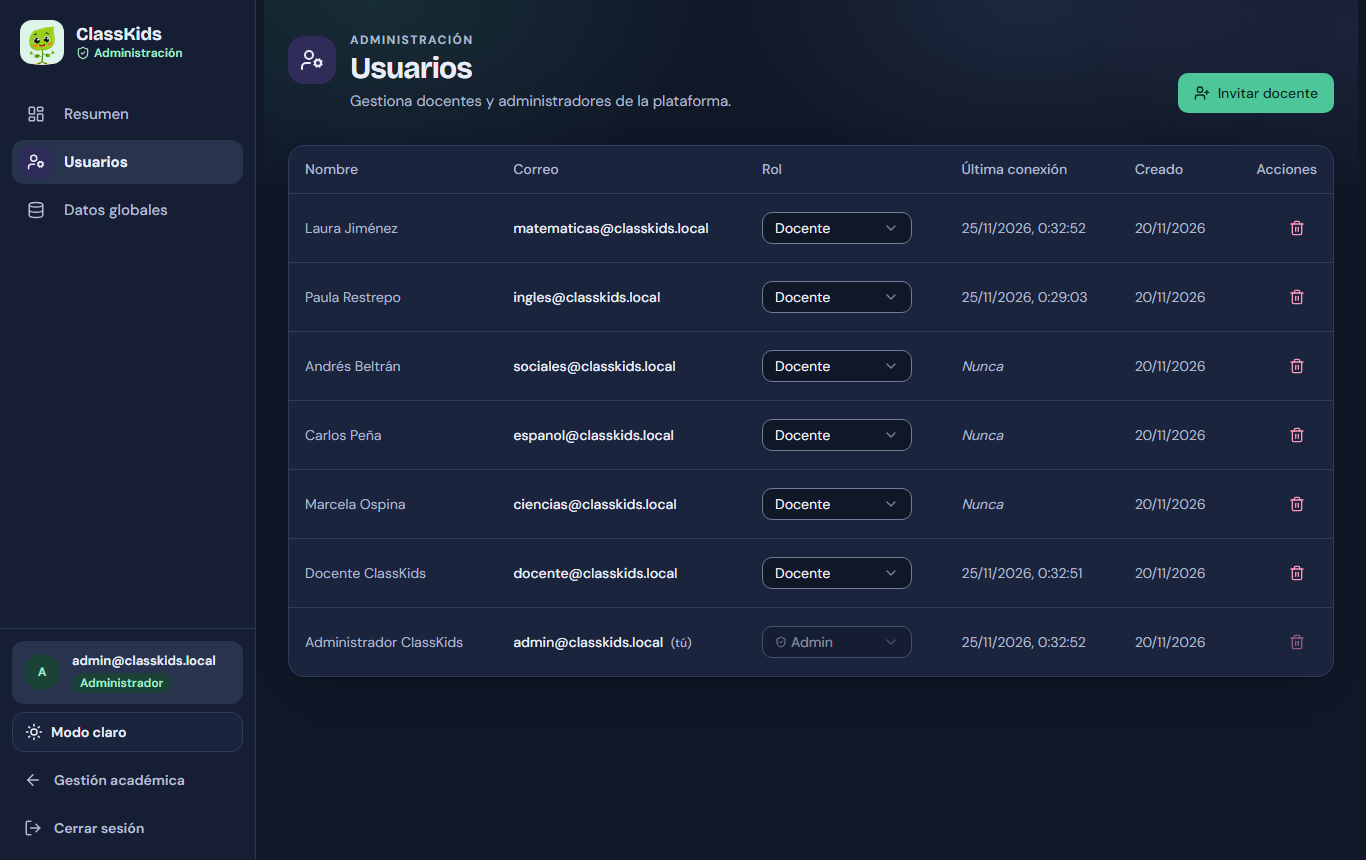 ClassKids
Administración
Resumen
Usuarios
Datos globales
admin@classkids.local
A
Administrador
Modo claro
Gestión académica
Cerrar sesión
ADMINISTRACIÓN
Usuarios
Gestiona docentes y administradores de la plataforma.
Invitar docente
Nombre Correo Rol Última conexión Creado Acciones
Laura Jiménez matematicas@classkids.local Docente 25/11/2026, 0:32:52 20/11/2026
Paula Restrepo ingles@classkids.local Docente 25/11/2026, 0:29:03 20/11/2026
Andrés Beltrán sociales@classkids.local Docente Nunca 20/11/2026
Carlos Peña espanol@classkids.local Docente Nunca 20/11/2026
Marcela Ospina ciencias@classkids.local Docente Nunca 20/11/2026
Docente ClassKids docente@classkids.local Docente 25/11/2026, 0:32:51 20/11/2026
Administrador ClassKids admin@classkids.local (tú) Admin 25/11/2026, 0:32:52 20/11/2026